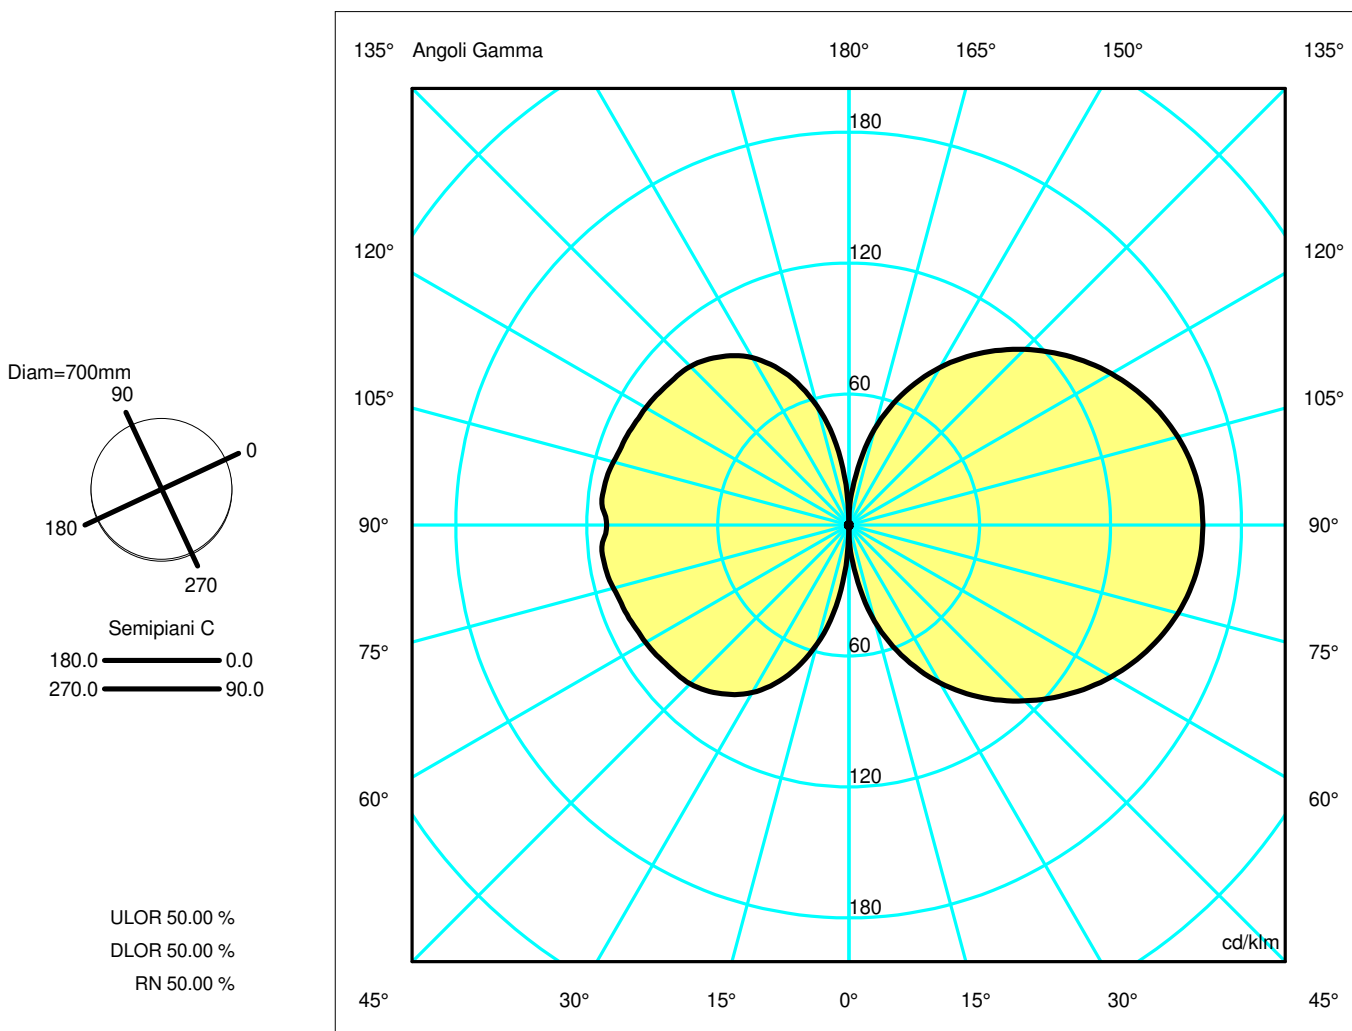 135° Angoli Gamma 180° 165° 150° 135°
180
120
120° 120°
60
105° 105°
Diam=700mm
90
0
180
270
90° 90°
Semipiani C
180.0 0.0
270.0 90.0
60
75° 75°
120
60° 60°
180
ULOR 50.00 %
DLOR 50.00 %
RN 50.00 %
cd/klm
45° 30° 15° 0° 15° 30° 45°